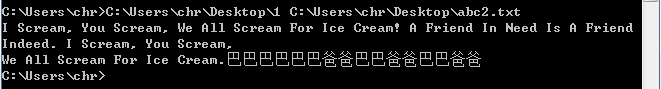 C:\Users\chr>C:\Users\chr\Desktop\1 C:\Users\chr\Desktop\abc2.txt
I Scream, You Scream, We All Scream For Ice Cream! A Friend In Need Is A Friend
Indeed. I Scream, You Scream,
We All Scream For Ice Cream.巴巴巴巴巴巴爸爸巴巴爸爸巴巴爸爸
C:\Users\chr>